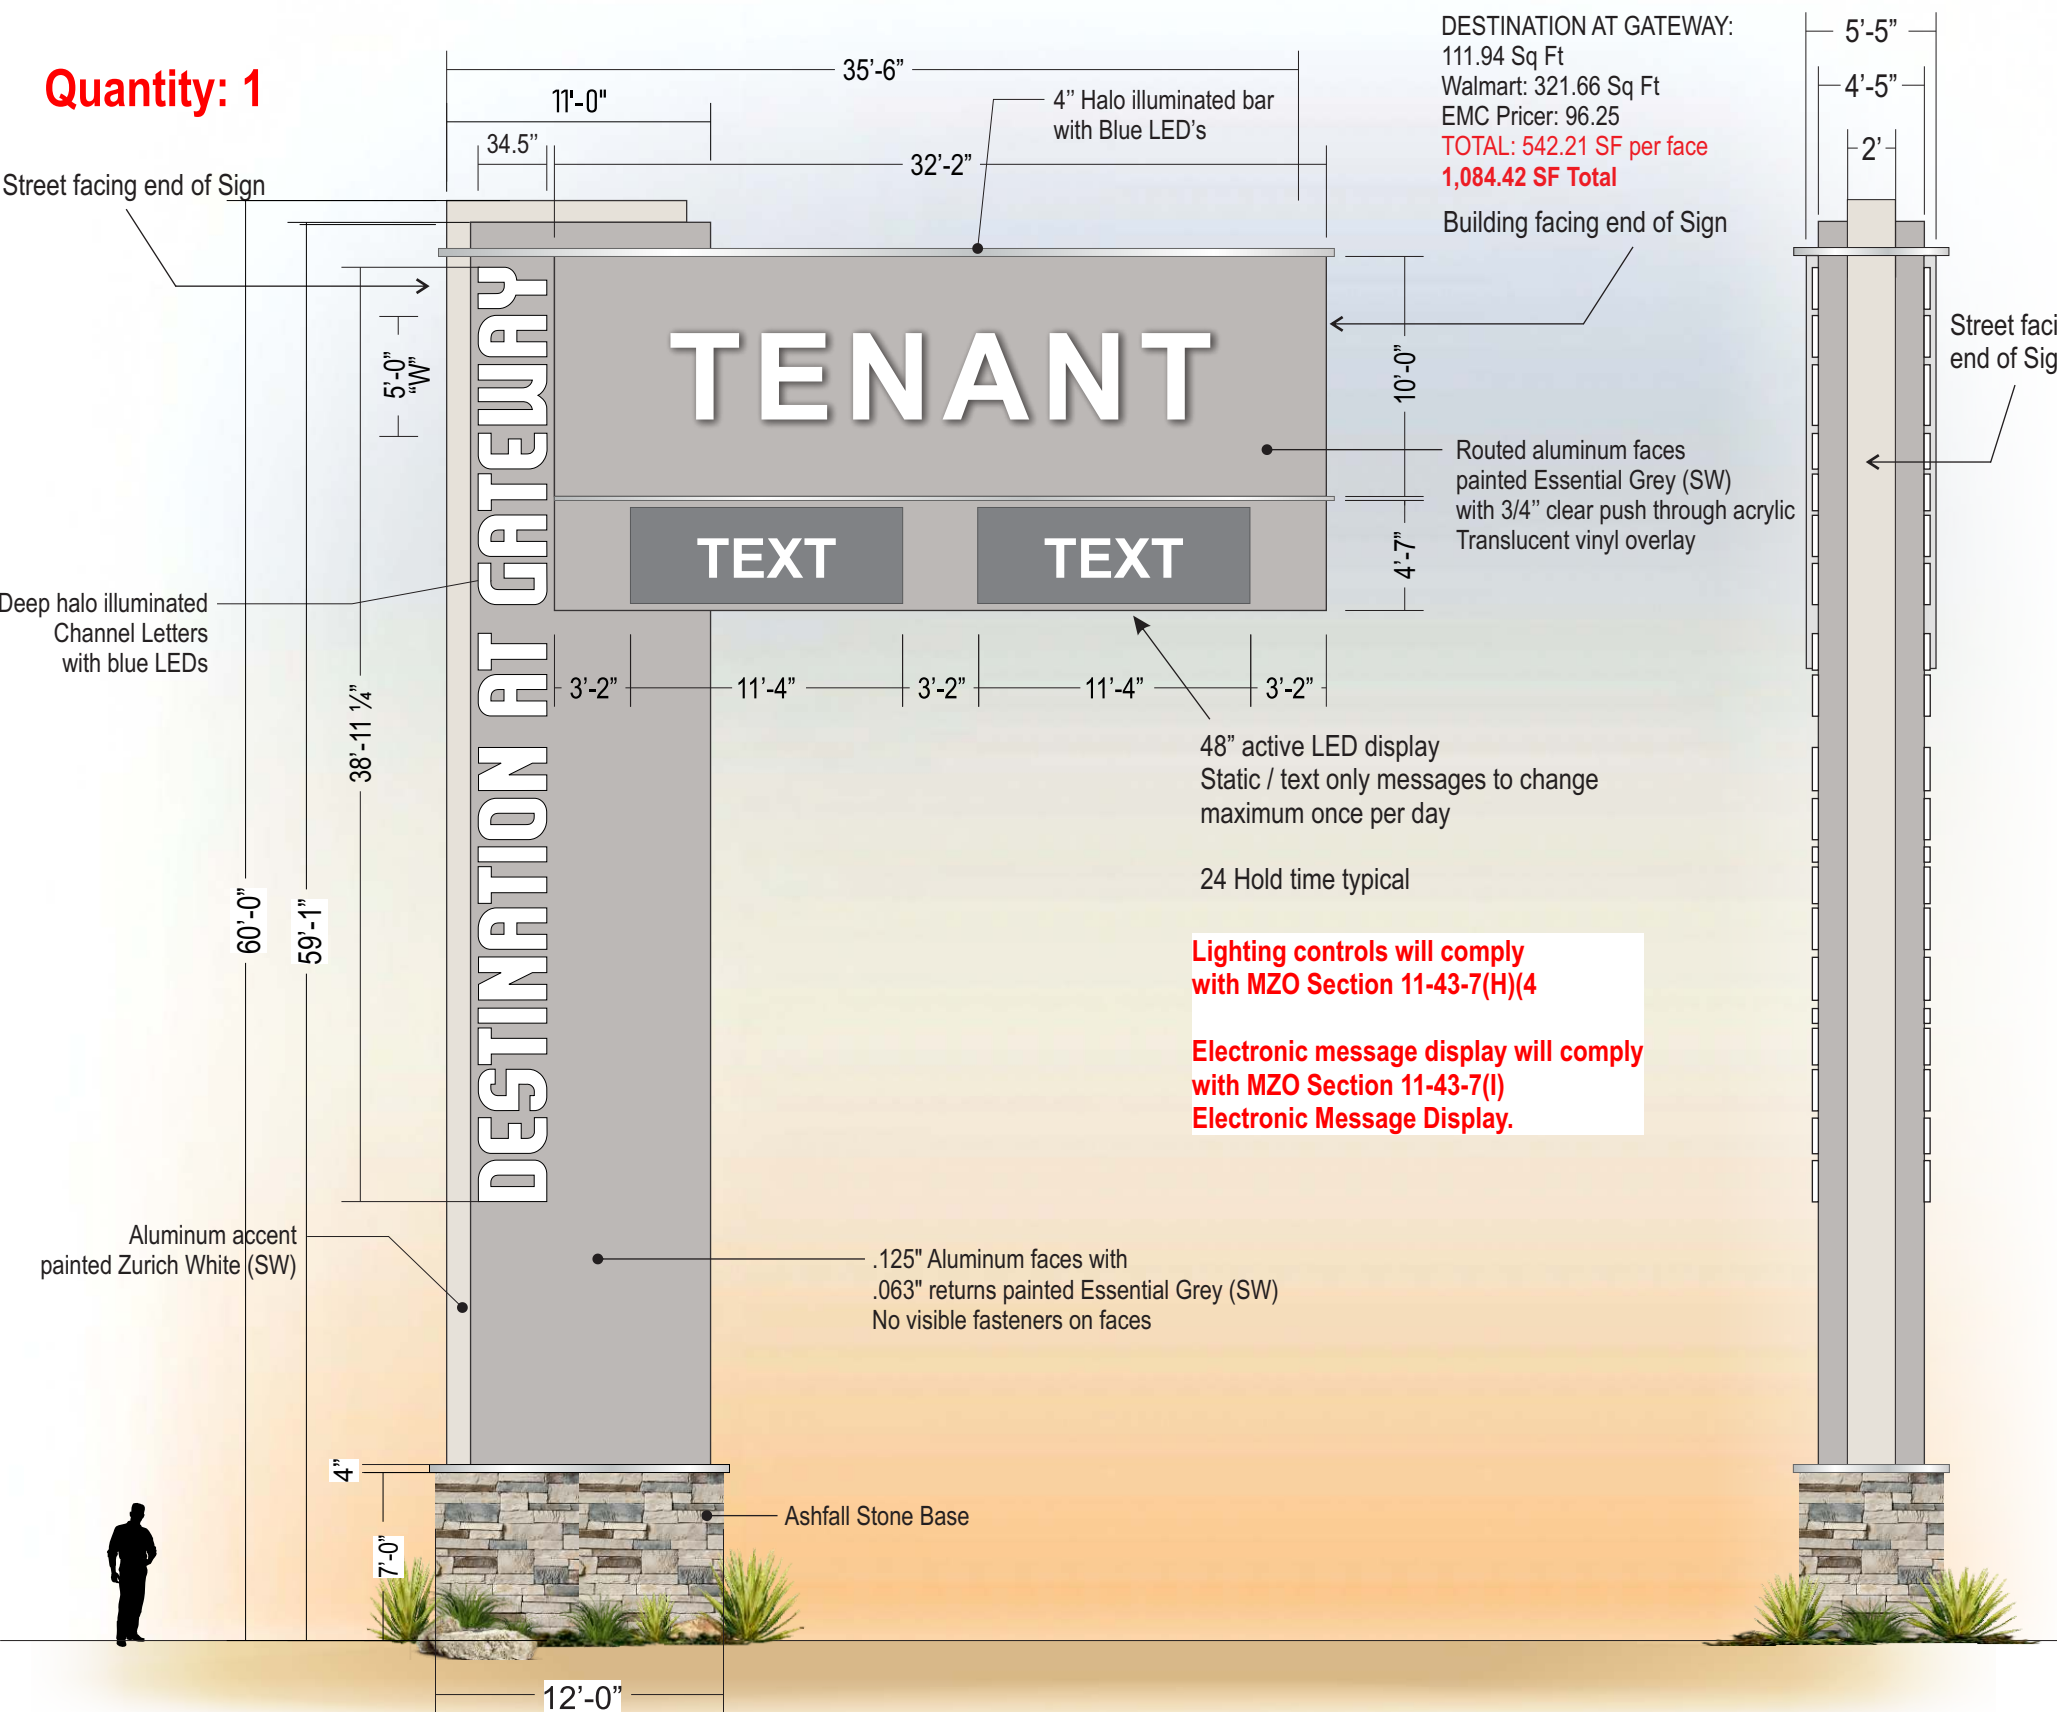 Quantity: 1
35’-6”
11'-0"
34.5”
32’-2”
4” Halo illuminated bar
with Blue LED’s
DESTINATION AT GATEWAY:
111.94 Sq Ft
Walmart: 321.66 Sq Ft
EMC Pricer: 96.25
TOTAL: 542.21 SF per face
1,084.42 SF Total
5’-5”
4’-5”
2’
Street facing end of Sign
Building facing end of Sign
Street faci
end of Sig
DESTINATION AT GATEWAY
TENANT
5’-0”
“W”
10’-0”
Routed aluminum faces
painted Essential Grey (SW)
with 3/4” clear push through acrylic
Translucent vinyl overlay
TEXT
TEXT
4’-7”
Deep halo illuminated
Channel Letters
with blue LEDs
3’-2”
11’-4”
3’-2”
11’-4”
3’-2”
38’-11 ¼”
48” active LED display
Static / text only messages to change
maximum once per day
24 Hold time typical
60’-0”
59’-1”
Lighting controls will comply
with MZO Section 11-43-7(H)(4
Electronic message display will comply
with MZO Section 11-43-7(I)
Electronic Message Display.
Aluminum accent
painted Zurich White (SW)
.125" Aluminum faces with
.063" returns painted Essential Grey (SW)
No visible fasteners on faces
4”
7’-0”
Ashfall Stone Base
12’-0”